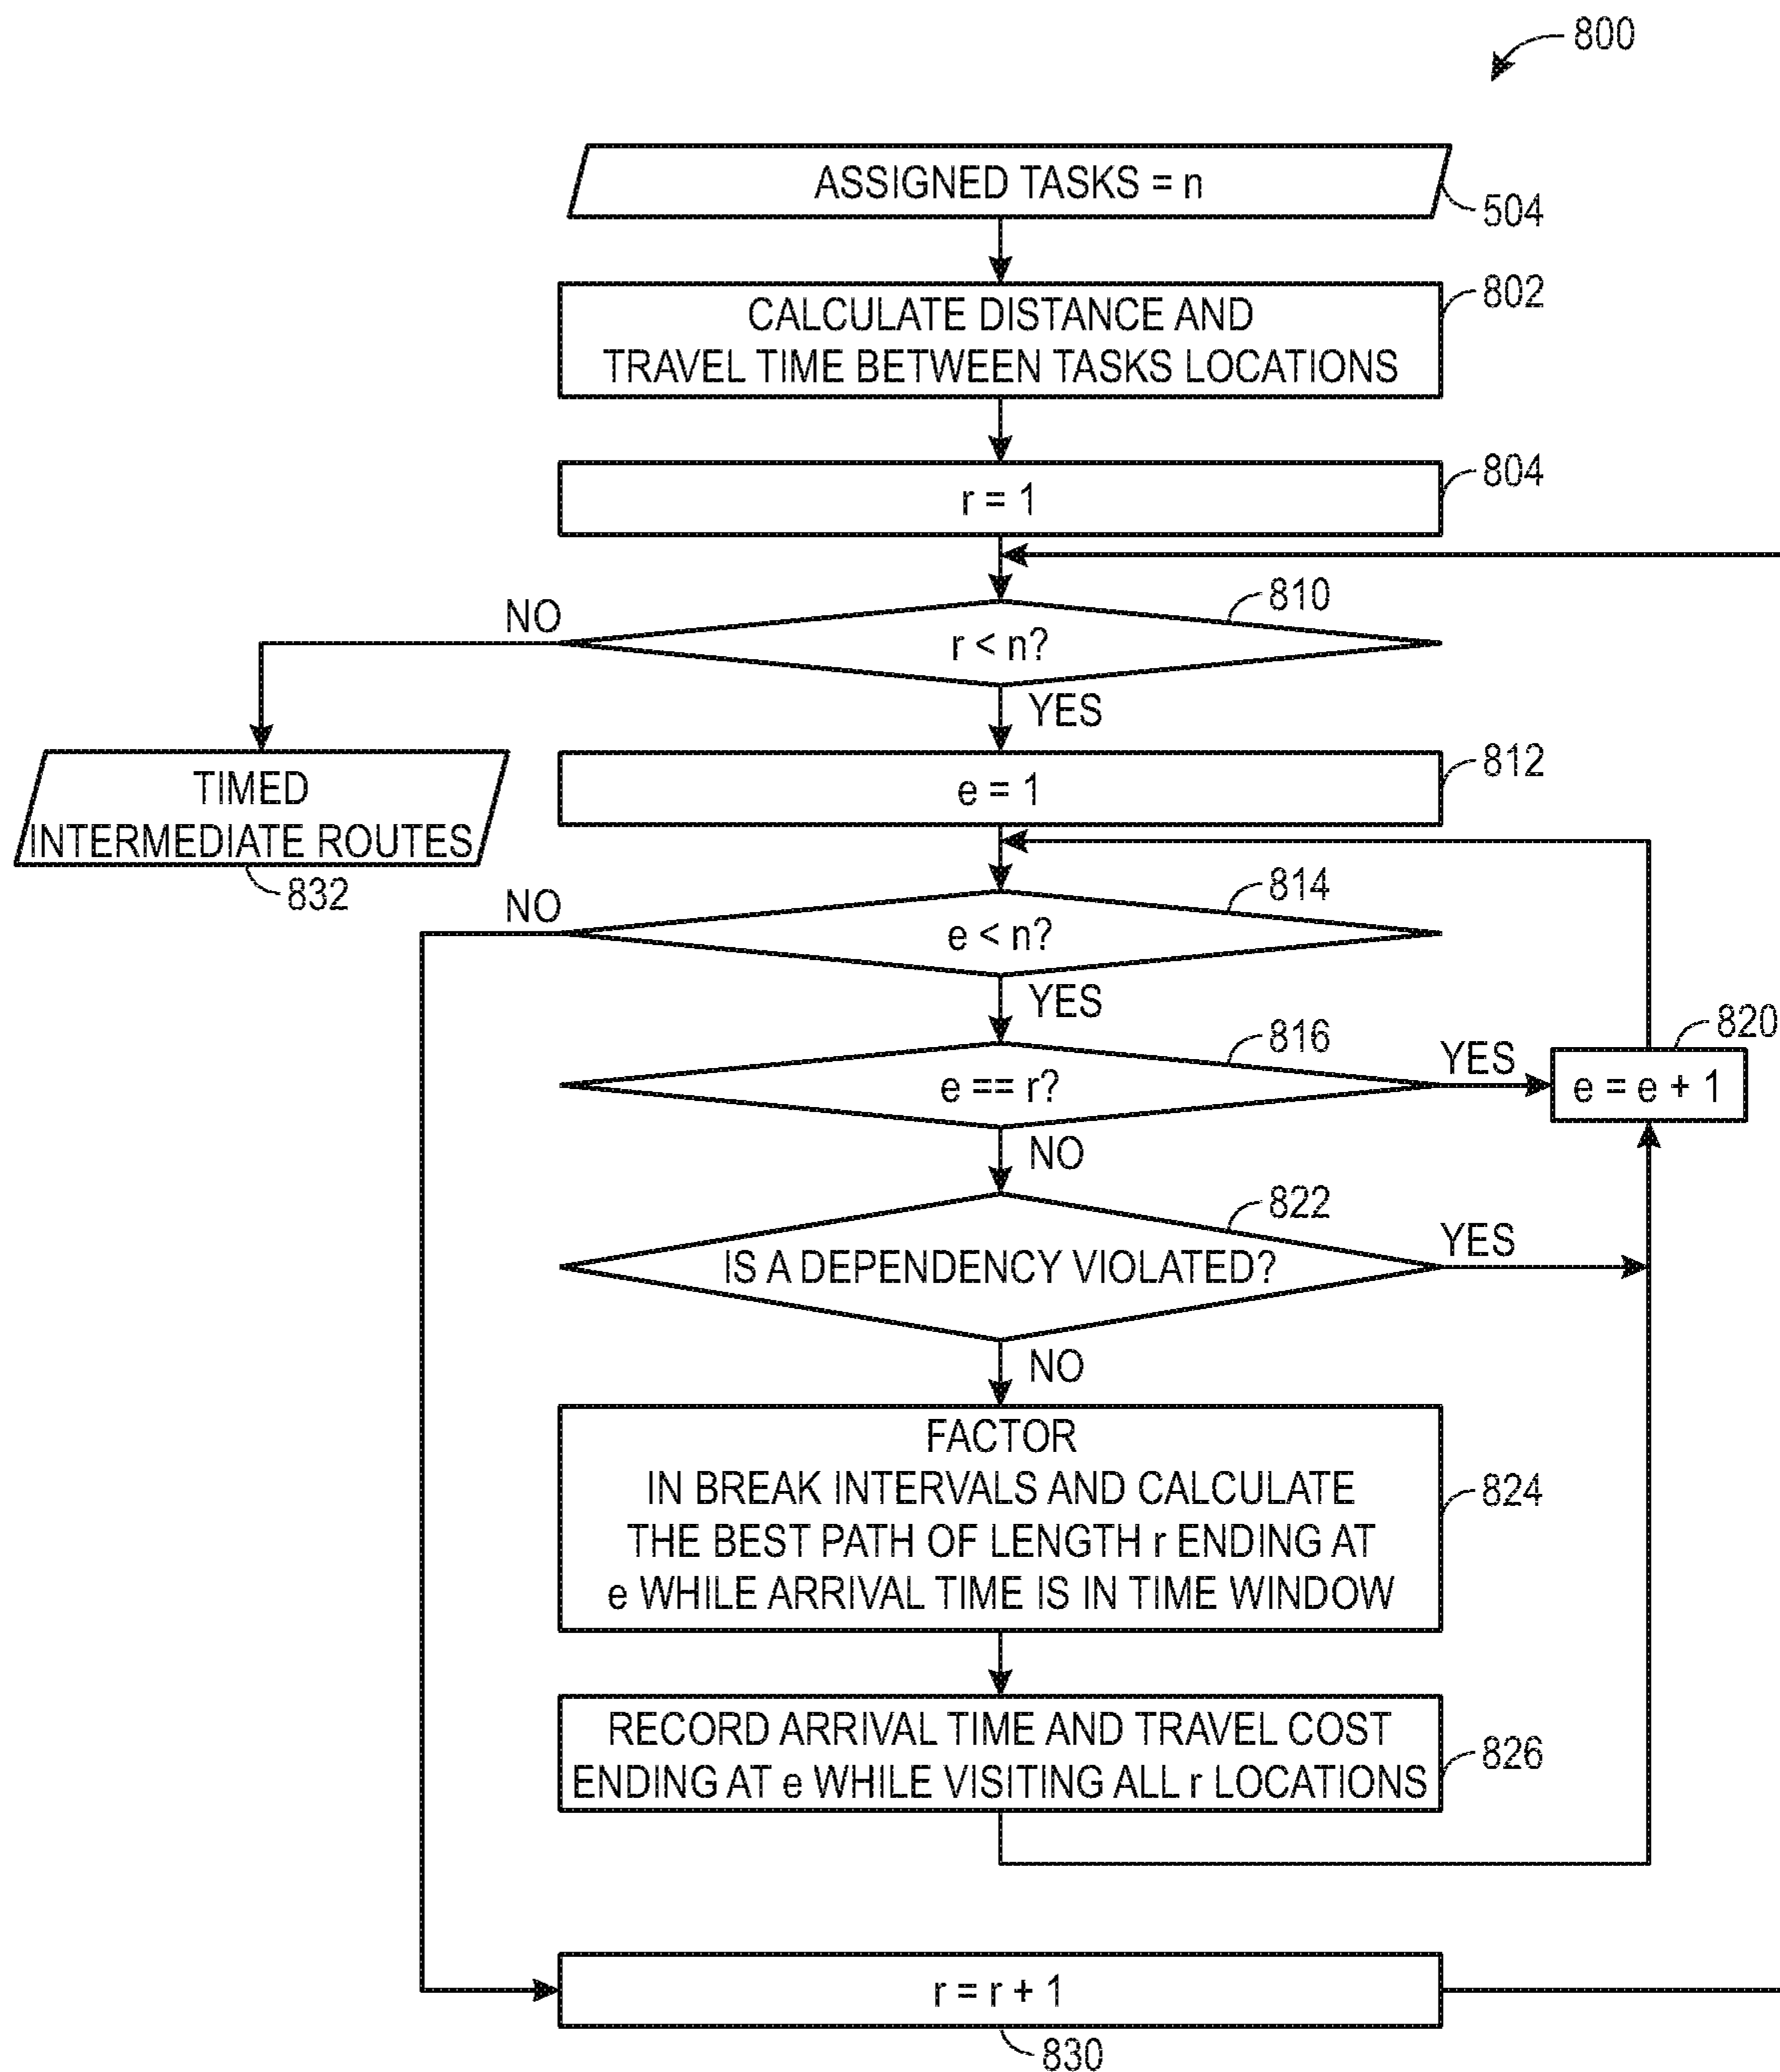 800
ASSIGNED TASKS = n
504
CALCULATE DISTANCE AND
TRAVEL TIME BETWEEN TASKS LOCATIONS
802
r = 1
804
r < n?
810
NO
YES
TIMED
INTERMEDIATE ROUTES
832
e = 1
812
e < n?
814
NO
YES
e == r?
816
YES
e = e + 1
820
NO
IS A DEPENDENCY VIOLATED?
822
YES
NO
FACTOR
IN BREAK INTERVALS AND CALCULATE
THE BEST PATH OF LENGTH r ENDING AT
e WHILE ARRIVAL TIME IS IN TIME WINDOW
824
RECORD ARRIVAL TIME AND TRAVEL COST
ENDING AT e WHILE VISITING ALL r LOCATIONS
826
r = r + 1
830